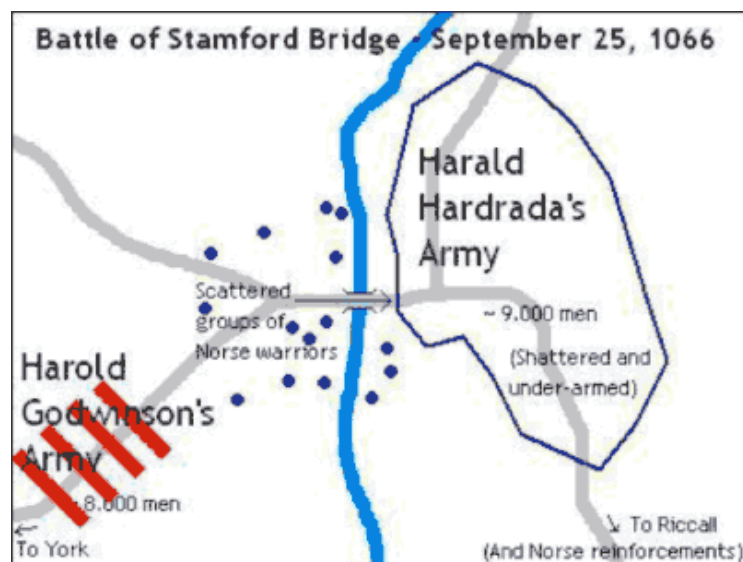 Battle of Stamford Bridge - September 25, 1066
Harald
Hardrada's
Army
~ 9.000 men
(Shattered and
under-armed)
Scattered
groups of
Norse warriors
Harold
Godwinson's
Army
~ 8.000 men
To York
To Riccall
(And Norse reinforcements)